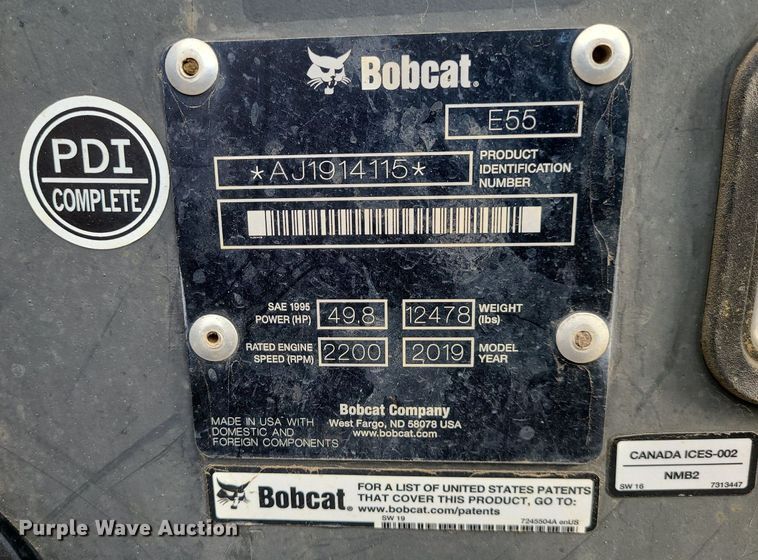 Bobcat®
E55
*AJ1914115*
PRODUCT
IDENTIFICATION
NUMBER
PDI
COMPLETE
SAE 1995
POWER (HP)
49.8
12478
WEIGHT
(lbs)
RATED ENGINE
SPEED (RPM)
2200
2019
MODEL
YEAR
Bobcat Company
West Fargo, ND 58078 USA
www.bobcat.com
MADE IN USA WITH
DOMESTIC AND
FOREIGN COMPONENTS
CANADA ICES-002
NMB2
SW 16 7313447
Bobcat®
FOR A LIST OF UNITED STATES PATENTS
THAT COVER THIS PRODUCT, GO TO:
www.bobcat.com/patents
SW 19 7245504A enUS
Purple Wave Auction